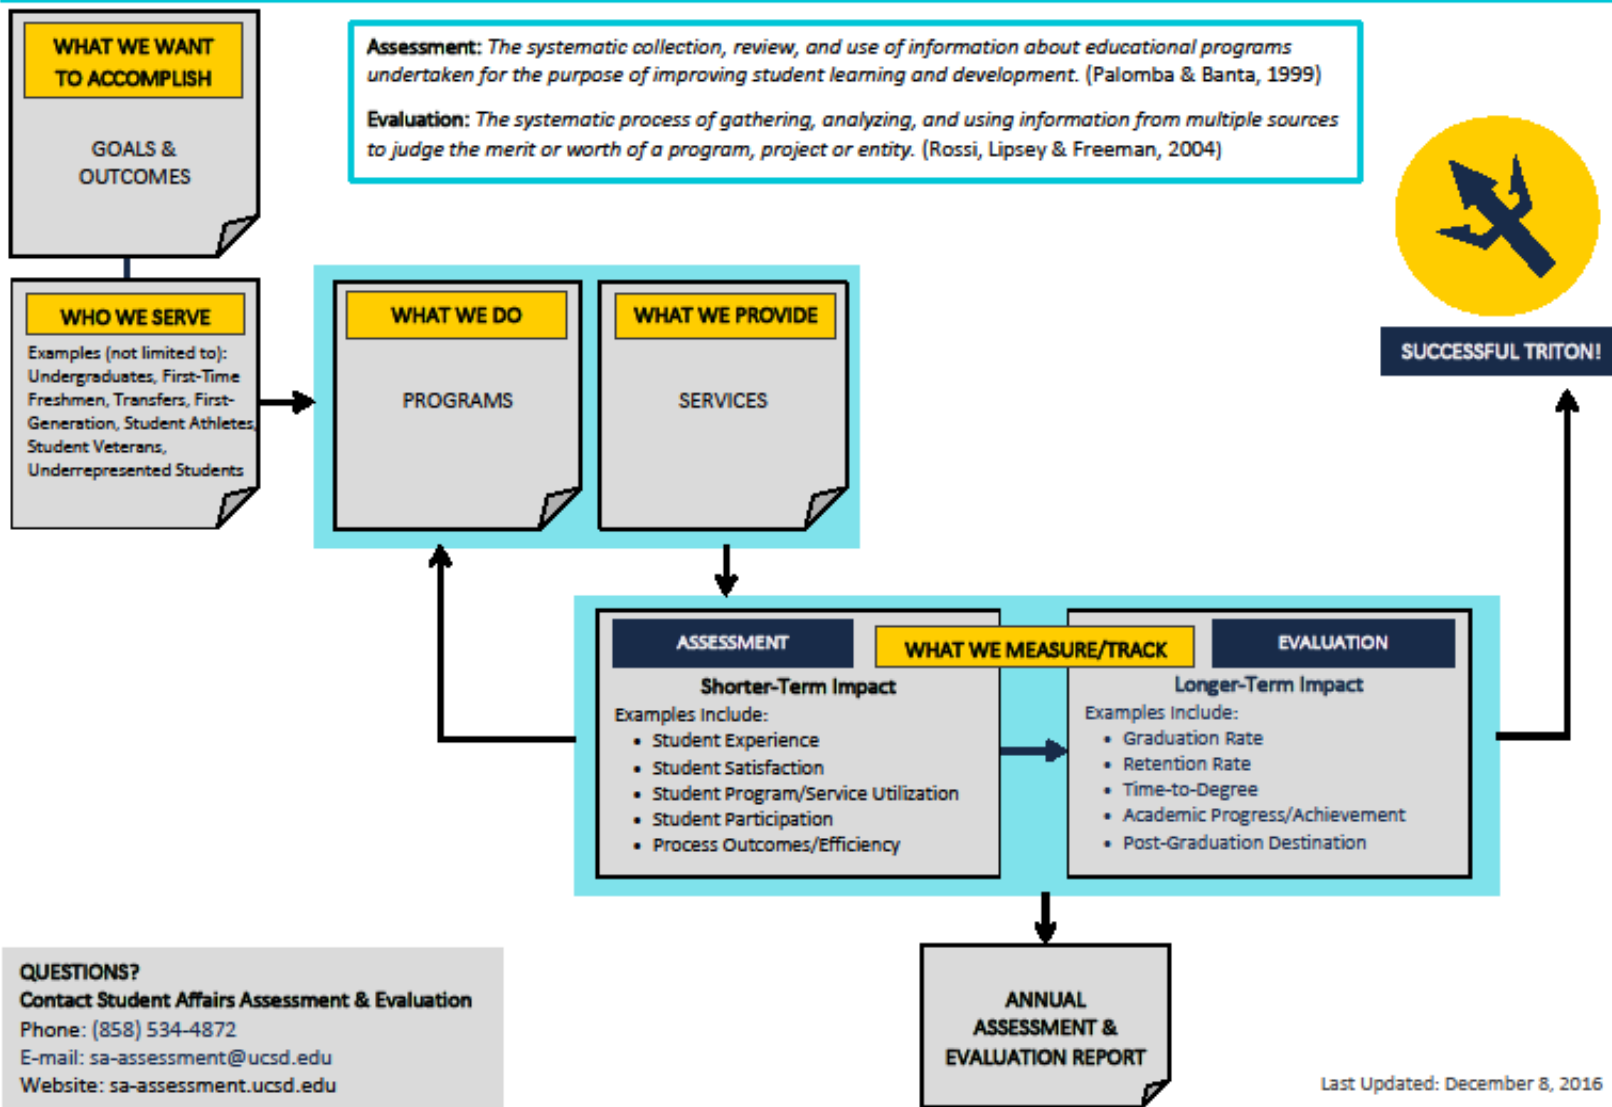 WHAT WE WANT
TO ACCOMPLISH
GOALS &
OUTCOMES
Assessment: The systematic collection, review, and use of information about educational programs
undertaken for the purpose of improving student learning and development. (Palomba & Banta, 1999)
Evaluation: The systematic process of gathering, analyzing, and using information from multiple sources
to judge the merit or worth of a program, project or entity. (Rossi, Lipsey & Freeman, 2004)
SUCCESSFUL TRITON!
WHO WE SERVE
Examples (not limited to):
Undergraduates, First-Time
Freshmen, Transfers, First-
Generation, Student Athletes,
Student Veterans,
Underrepresented Students
WHAT WE DO
PROGRAMS
WHAT WE PROVIDE
SERVICES
WHAT WE MEASURE/TRACK
ASSESSMENT
Shorter-Term Impact
Examples Include:
• Student Experience
• Student Satisfaction
• Student Program/Service Utilization
• Student Participation
• Process Outcomes/Efficiency
EVALUATION
Longer-Term Impact
Examples Include:
• Graduation Rate
• Retention Rate
• Time-to-Degree
• Academic Progress/Achievement
• Post-Graduation Destination
ANNUAL
ASSESSMENT &
EVALUATION REPORT
QUESTIONS?
Contact Student Affairs Assessment & Evaluation
Phone: (858) 534-4872
E-mail: sa-assessment@ucsd.edu
Website: sa-assessment.ucsd.edu
Last Updated: December 8, 2016